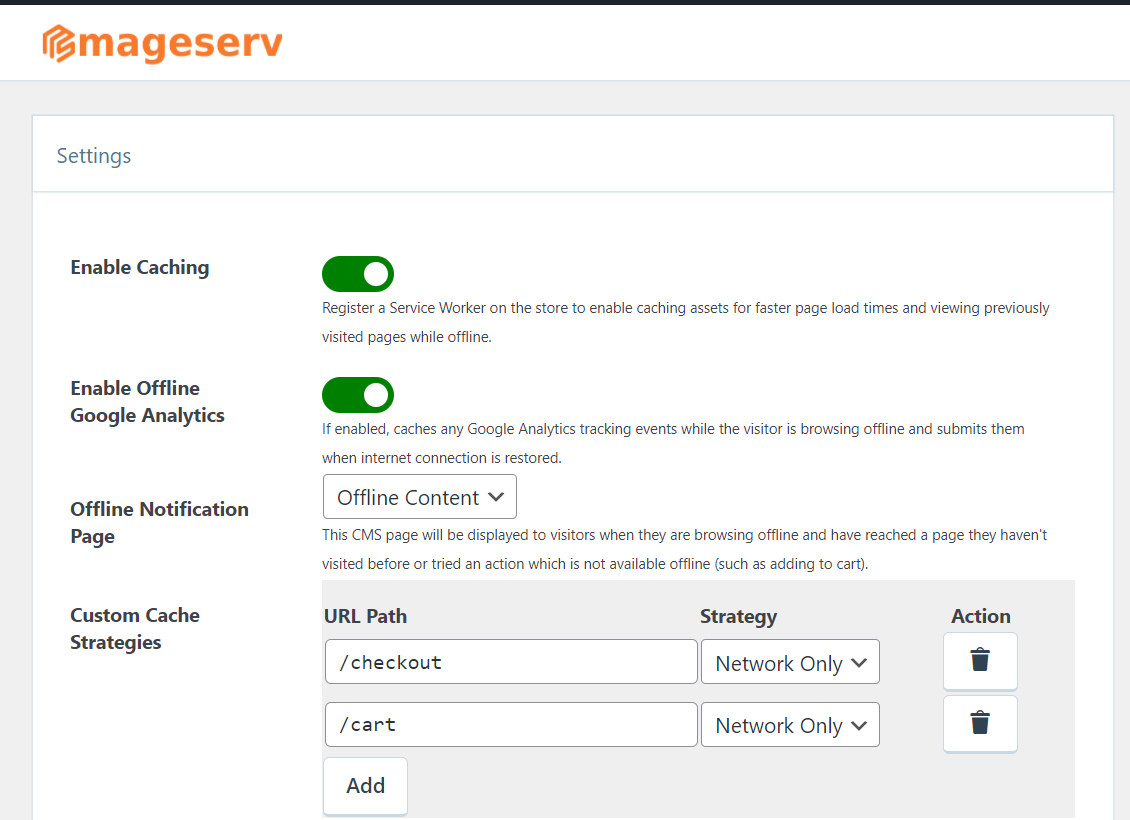 mageserv
Settings
Enable Caching
Register a Service Worker on the store to enable caching assets for faster page load times and viewing previously
visited pages while offline.
Enable Offline
Google Analytics
If enabled, caches any Google Analytics tracking events while the visitor is browsing offline and submits them
when internet connection is restored.
Offline Notification
Page
Offline Content
This CMS page will be displayed to visitors when they are browsing offline and have reached a page they haven't
visited before or tried an action which is not available offline (such as adding to cart).
Custom Cache
Strategies
URL Path Strategy Action
/checkout Network Only
/cart Network Only
Add